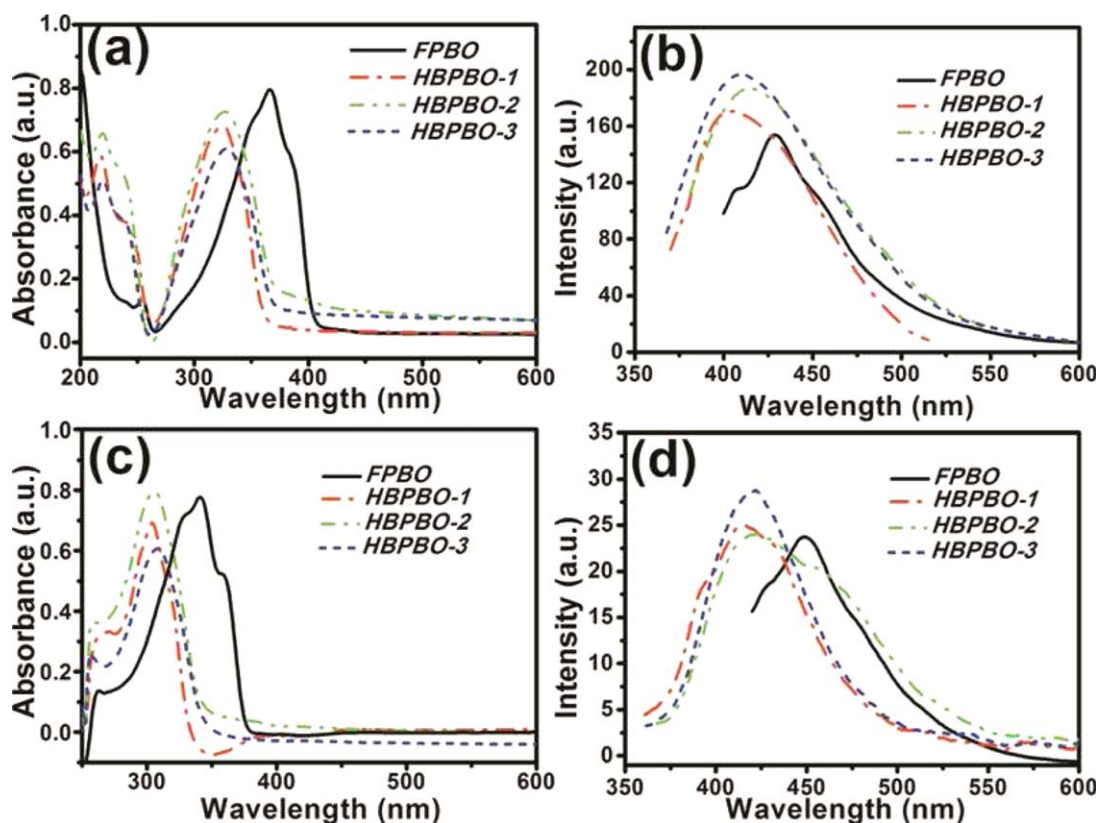 (a)
FPBO
HBPBO-1
HBPBO-2
HBPBO-3
Absorbance (a.u.)
1.0
0.8
0.6
0.4
0.2
0.0
200 300 400 500 600
Wavelength (nm)
(b)
FPBO
HBPBO-1
HBPBO-2
HBPBO-3
Intensity (a.u.)
200
160
120
80
40
0
350 400 450 500 550 600
Wavelength (nm)
(c)
FPBO
HBPBO-1
HBPBO-2
HBPBO-3
Absorbance (a.u.)
1.0
0.8
0.6
0.4
0.2
0.0
300 400 500 600
Wavelength (nm)
(d)
FPBO
HBPBO-1
HBPBO-2
HBPBO-3
Intensity (a.u.)
35
30
25
20
15
10
5
0
350 400 450 500 550 600
Wavelength (nm)